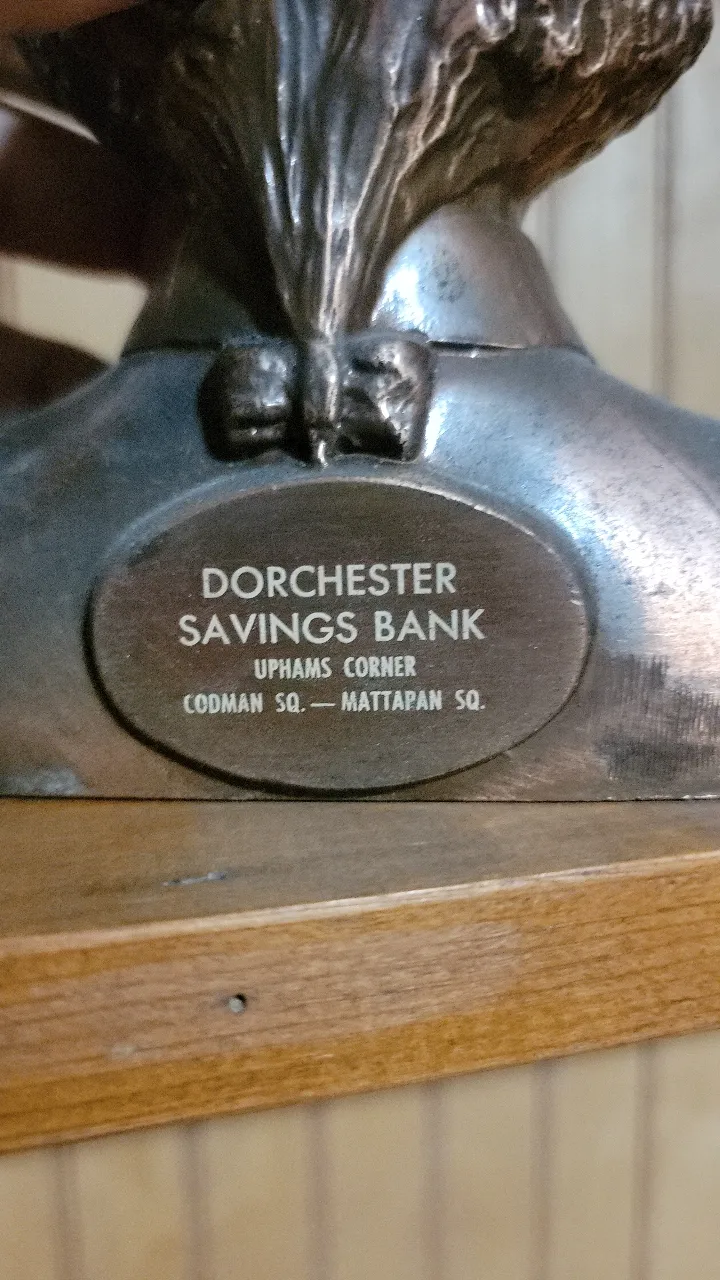 DORCHESTER
SAVINGS BANK
UPHAMS CORNER
CODMAN SQ. — MATTAPAN SQ.